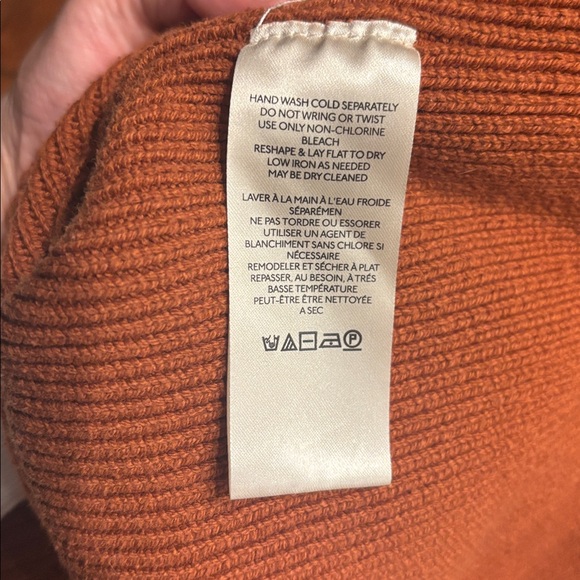 HAND WASH COLD SEPARATELY
DO NOT WRING OR TWIST
USE ONLY NON-CHLORINE
BLEACH
RESHAPE & LAY FLAT TO DRY
LOW IRON AS NEEDED
MAY BE DRY CLEANED
LAVER À LA MAIN À L'EAU FROIDE
SÉPARÉMEN
NE PAS TORDRE OU ESSORER
UTILISER UN AGENT DE
BLANCHIMENT SANS CHLORE SI
NÉCESSAIRE
REMODELER ET SÉCHER À PLAT
REPASSER, AU BESOIN, À TRÉS
BASSE TEMPÉRATURE
PEUT-ÊTRE ÊTRE NETTOYÉE
A SEC
P